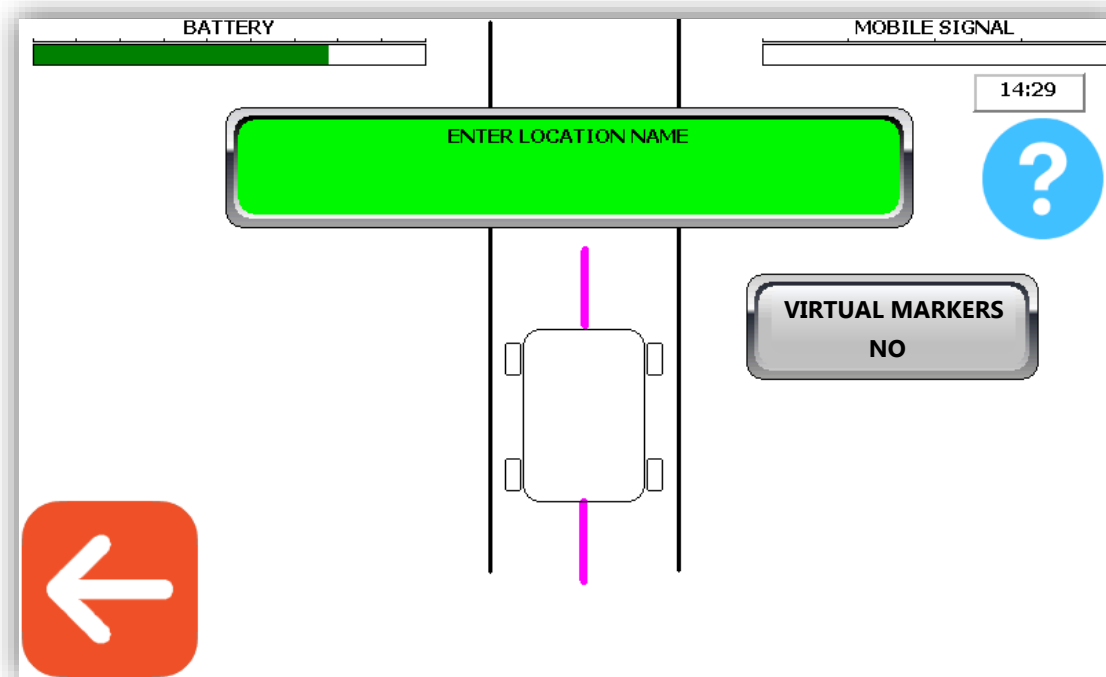 BATTERY
MOBILE SIGNAL
14:29
ENTER LOCATION NAME
?
VIRTUAL MARKERS
NO